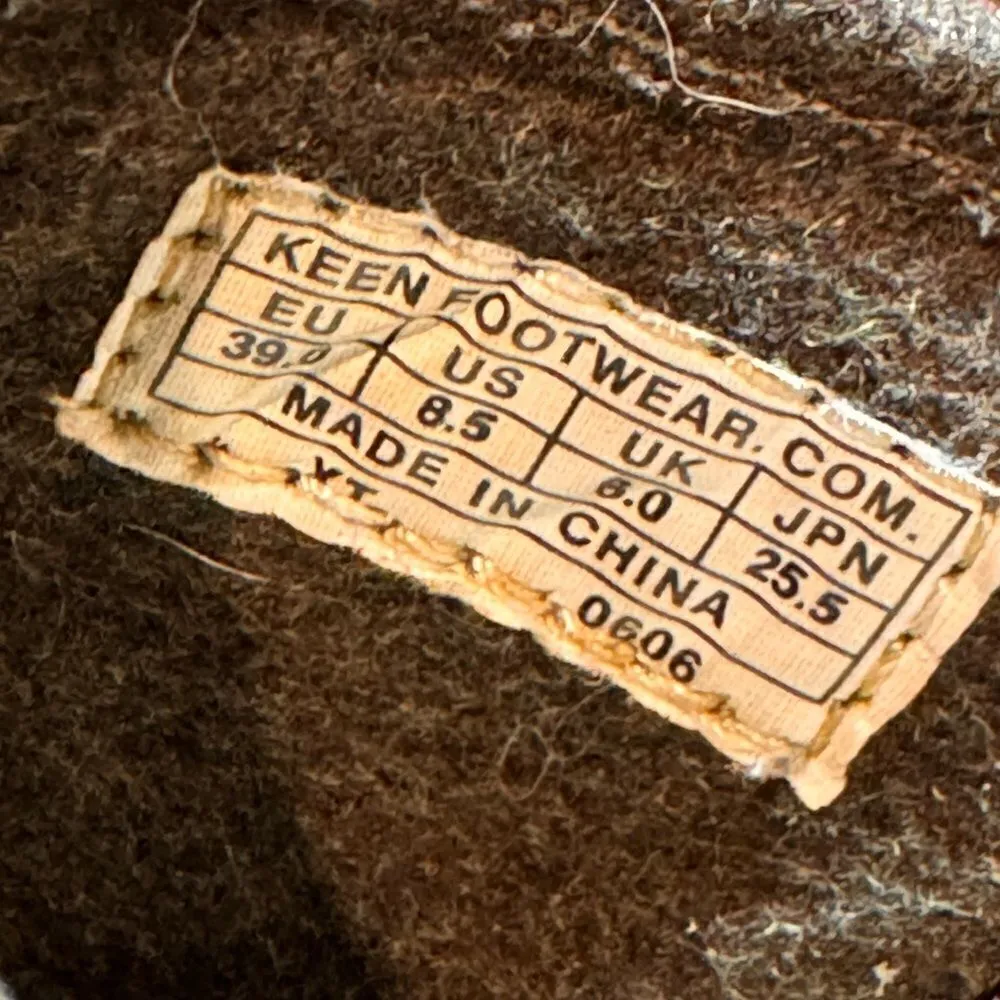 KEEN FOOTWEAR. COM.
EU US UK JPN
39.0 8.5 6.0 25.5
MADE IN CHINA
XT 0606